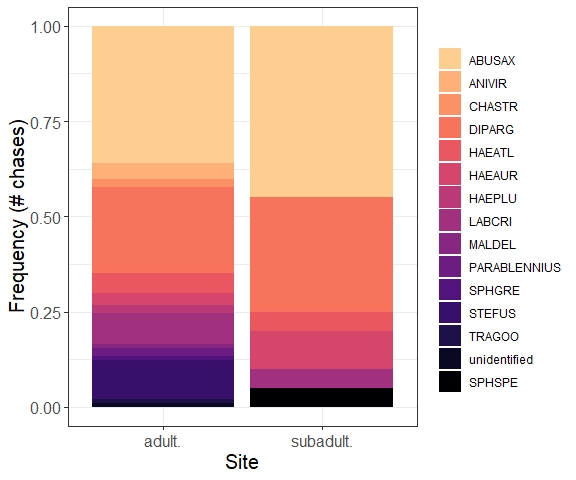 Frequency (# chases)
1.00
0.75
0.50
0.25
0.00
adult.
subadult.
Site
ABUSAX
ANIVIR
CHASTR
DIPARG
HAEATL
HAEAUR
HAEPLU
LABCRI
MALDEL
PARABLENNIUS
SPHGRE
STEFUS
TRAGOO
unidentified
SPHSPE